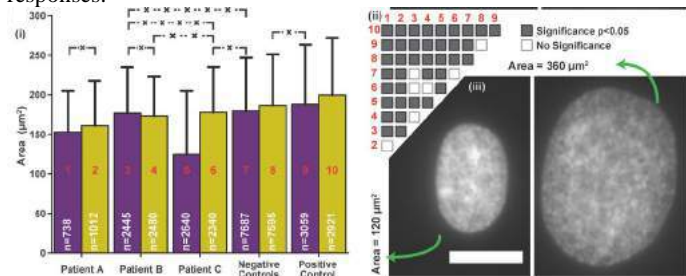 responses.
(i)
Area (µm²)
300
250
200
150
100
50
0
1
2
3
4
5
6
7
8
9
10
n=738
n=1012
n=2445
n=2480
n=2640
n=2340
n=7687
n=3059
n=2921
Patient A
Patient B
Patient C
Negative Controls
Positive Control
(ii)
1 2 3 4 5 6 7 8 9
10
9
8
7
6
5
4
3
2
Significance p<0.05
No Significance
Area = 360 µm²
(iii)
Area = 120 µm²